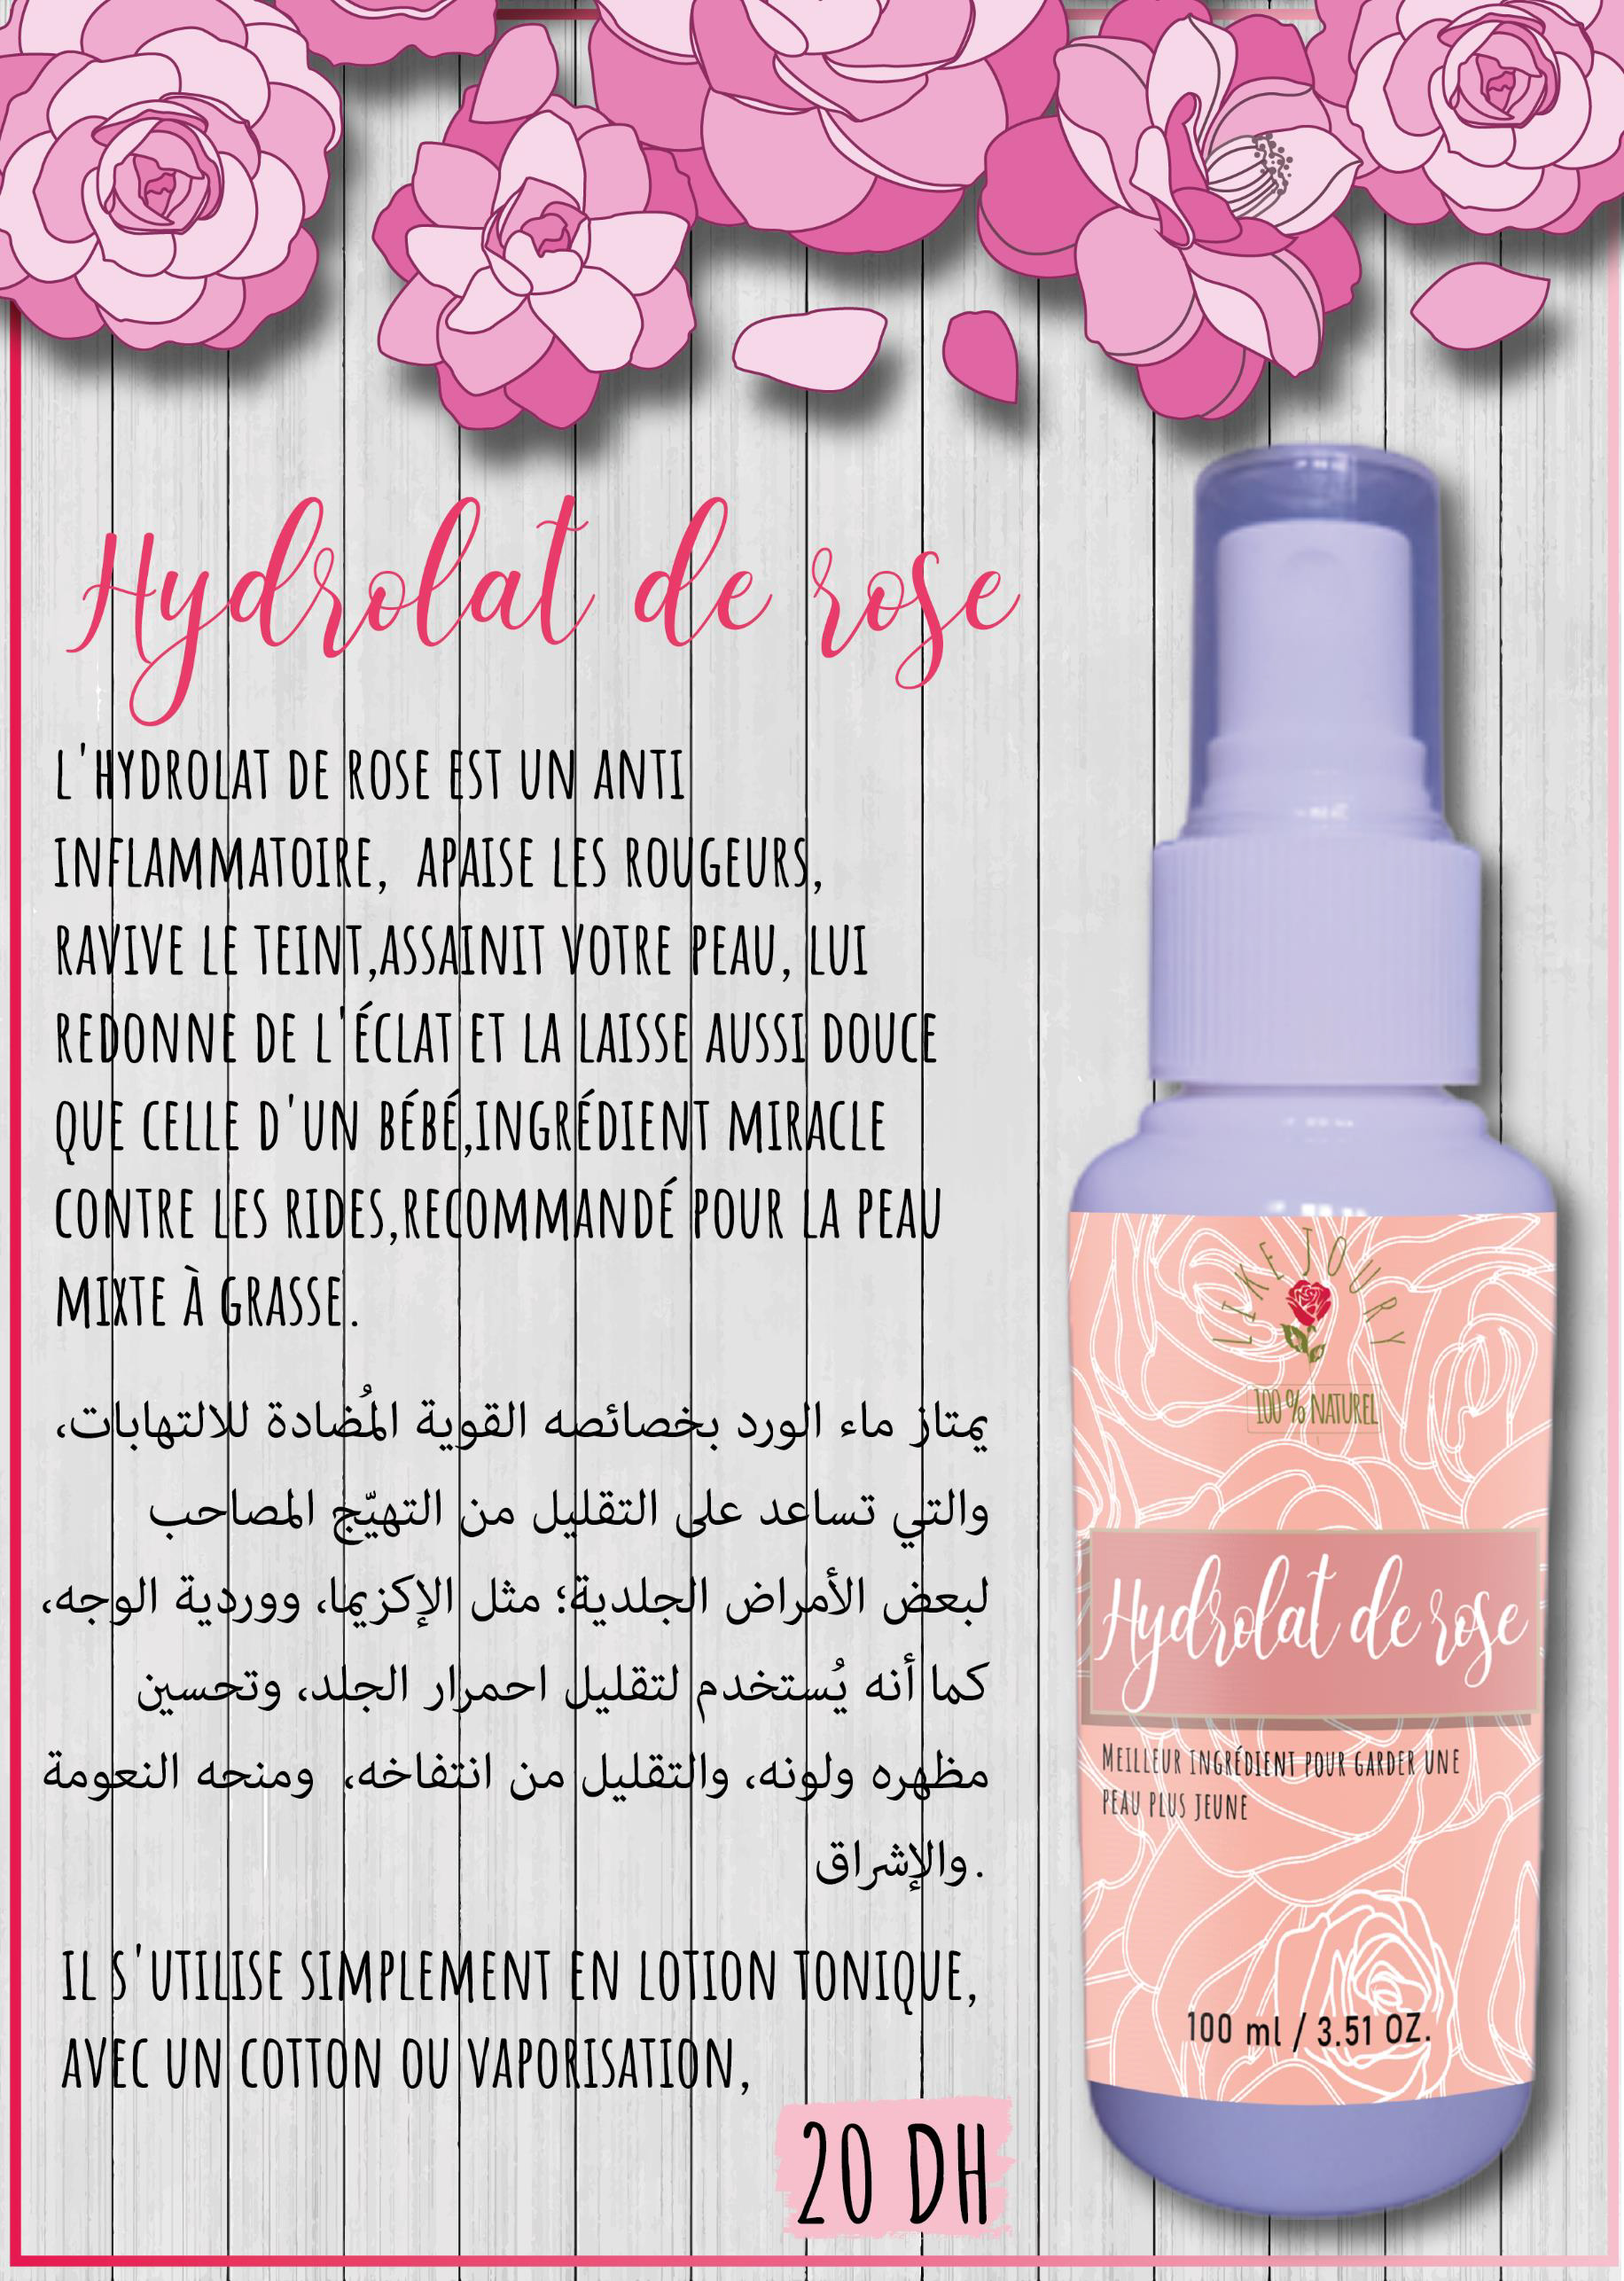 Hydrolat de rose
L'HYDROLAT DE ROSE EST UN ANTI
INFLAMMATOIRE, APAISE LES ROUGEURS,
RAVIVE LE TEINT,ASSAINIT VOTRE PEAU, LUI
REDONNE DE L'ÉCLAT ET LA LAISSE AUSSI DOUCE
QUE CELLE D'UN BÉBÉ,INGRÉDIENT MIRACLE
CONTRE LES RIDES,RECOMMANDÉ POUR LA PEAU
MIXTE À GRASSE.
يمتاز ماء الورد بخصائصه القوية المُضادة للالتهابات،
والتي تساعد على التقليل من التهيّج المصاحب
لبعض الأمراض الجلدية؛ مثل الإكزيما، ووردية الوجه،
كما أنه يُستخدم لتقليل احمرار الجلد، وتحسين
مظهره ولونه، والتقليل من انتفاخه، ومنحه النعومة
.والإشراق
IL S'UTILISE SIMPLEMENT EN LOTION TONIQUE,
AVEC UN COTTON OU VAPORISATION,
20 DH
LIKE JOURY
100 % NATUREL
Hydrolat de rose
MEILLEUR INGRÉDIENT POUR GARDER UNE
PEAU PLUS JEUNE
100 ml / 3.51 OZ.